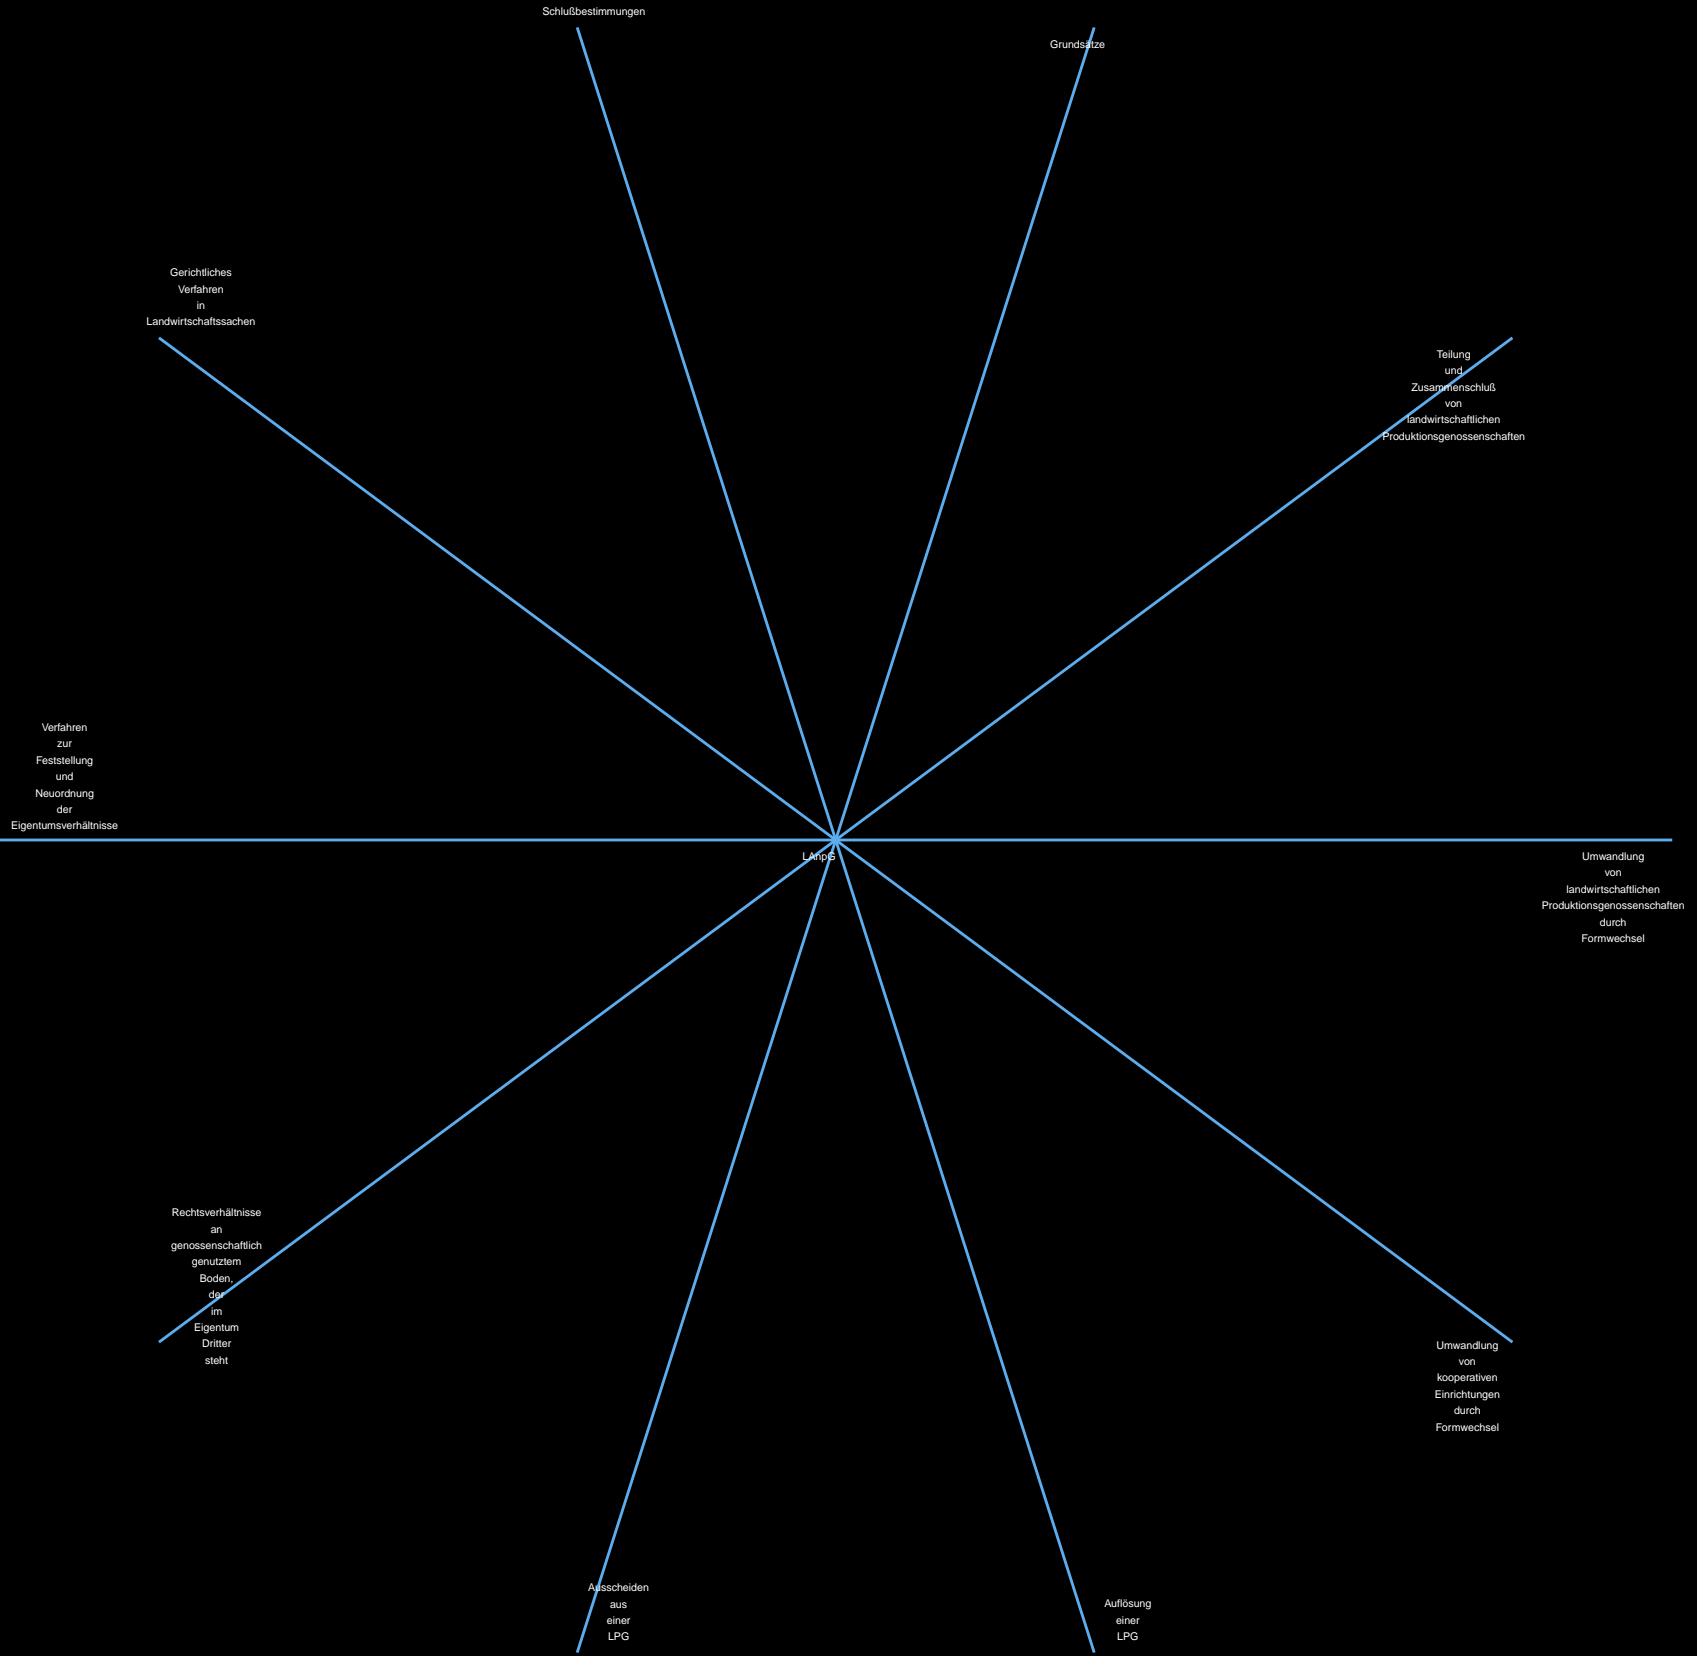 Schlußbestimmungen
Grundsätze
Gerichtliches
Verfahren
in
Landwirtschaftssachen
Teilung
und
Zusammenschluß
von
landwirtschaftlichen
Produktionsgenossenschaften
Verfahren
zur
Feststellung
und
Neuordnung
der
Eigentumsverhältnisse
LAnpG
Umwandlung
von
landwirtschaftlichen
Produktionsgenossenschaften
durch
Formwechsel
Rechtsverhältnisse
an
genossenschaftlich
genutztem
Boden,
der
im
Eigentum
Dritter
steht
Umwandlung
von
kooperativen
Einrichtungen
durch
Formwechsel
Ausscheiden
aus
einer
LPG
Auflösung
einer
LPG